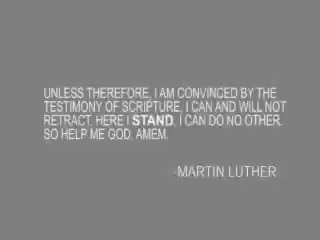 UNLESS THEREFORE, I AM CONVINCED BY THE
TESTIMONY OF SCRIPTURE, I CAN AND WILL NOT
RETRACT. HERE I STAND. I CAN DO NO OTHER.
SO HELP ME GOD, AMEM.
-MARTIN LUTHER